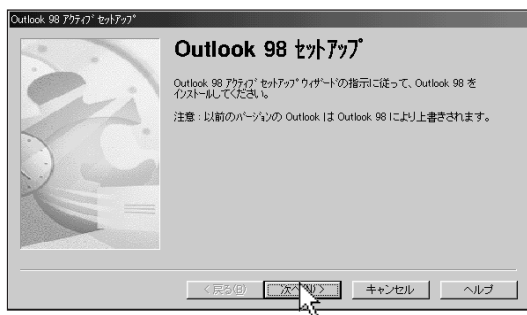 Outlook 98 ｱｸﾃｨﾌﾞ ｾｯﾄｱｯﾌﾟ
Outlook 98 ｾｯﾄｱｯﾌﾟ
Outlook 98 ｱｸﾃｨﾌﾞ ｾｯﾄｱｯﾌﾟ ｳｨｻﾞｰﾄﾞの指示に従って、Outlook 98 を
ｲﾝｽﾄｰﾙしてください。
注意 : 以前のﾊﾞｰｼﾞｮﾝの Outlook は Outlook 98 により上書きされます。
< 戻る(B) 次へ(N) > キャンセル ヘルプ